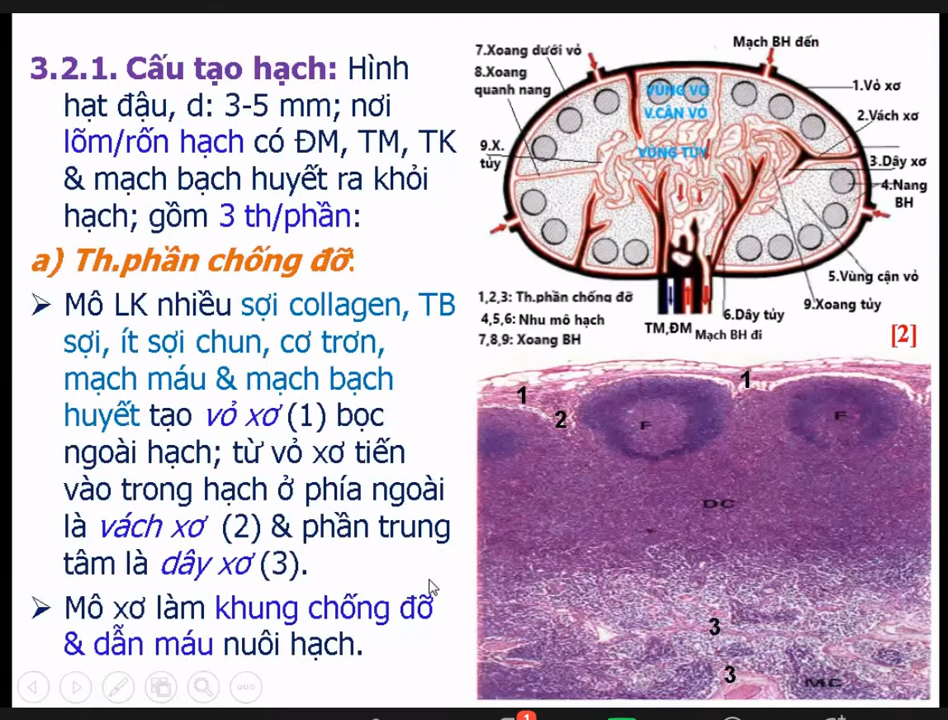 3.2.1. Cấu tạo hạch: Hình
hạt đậu, d: 3-5 mm; nơi
lõm/rốn hạch có ĐM, TM, TK
& mạch bạch huyết ra khỏi
hạch; gồm 3 th/phần:
a) Th.phần chống đỡ:
Mô LK nhiều sợi collagen, TB
sợi, ít sợi chun, cơ trơn,
mạch máu & mạch bạch
huyết tạo vỏ xơ (1) bọc
ngoài hạch; từ vỏ xơ tiến
vào trong hạch ở phía ngoài
là vách xơ (2) & phần trung
tâm là dây xơ (3).
Mô xơ làm khung chống đỡ
& dẫn máu nuôi hạch.
7.Xoang dưới vỏ
8.Xoang
quanh nang
9.X.
tủy
Mạch BH đến
VÙNG VỎ
V.CẬN VỎ
VÙNG TỦY
1.Vỏ xơ
2.Vách xơ
3.Dây xơ
4.Nang
BH
5.Vùng cận vỏ
9.Xoang tủy
6.Dây tủy
Mạch BH đi
TM,ĐM
1,2,3: Th.phần chống đỡ
4,5,6: Nhu mô hạch
7,8,9: Xoang BH
[2]
1
1
2
F
F
DC
3
3
MC
1